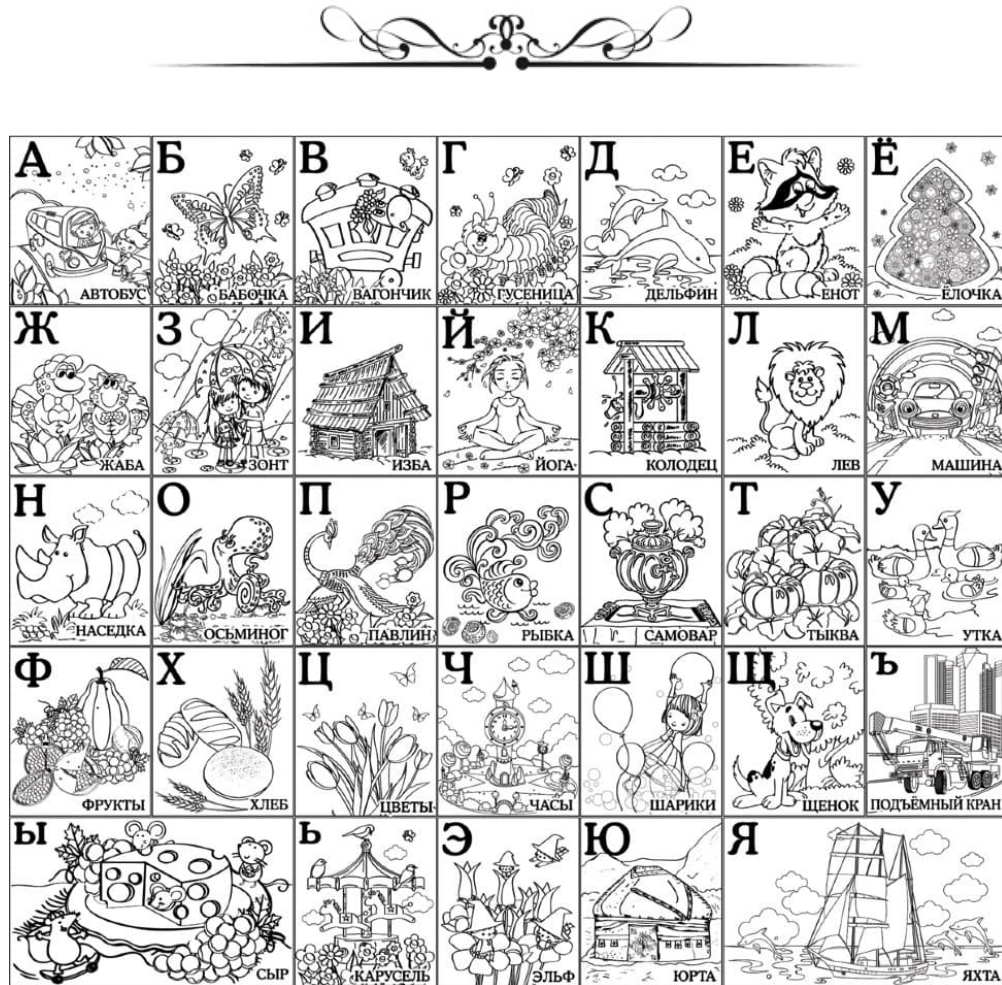 А АВТОБУС
Б БАБОЧКА
В ВАГОНЧИК
Г ГУСЕНИЦА
Д ДЕЛЬФИН
Е ЕНОТ
Ё ЁЛОЧКА
Ж ЖАБА
З ЗОНТ
И ИЗБА
Й ЙОГА
К КОЛОДЕЦ
Л ЛЕВ
М МАШИНА
Н НАСЕДКА
О ОСЬМИНОГ
П ПАВЛИН
Р РЫБКА
С САМОВАР
Т ТЫКВА
У УТКА
Ф ФРУКТЫ
Х ХЛЕБ
Ц ЦВЕТЫ
Ч ЧАСЫ
Ш ШАРИКИ
Щ ЩЕНОК
Ъ ПОДЪЁМНЫЙ КРАН
Ы СЫР
Ь КАРУСЕЛЬ
Э ЭЛЬФ
Ю ЮРТА
Я ЯХТА